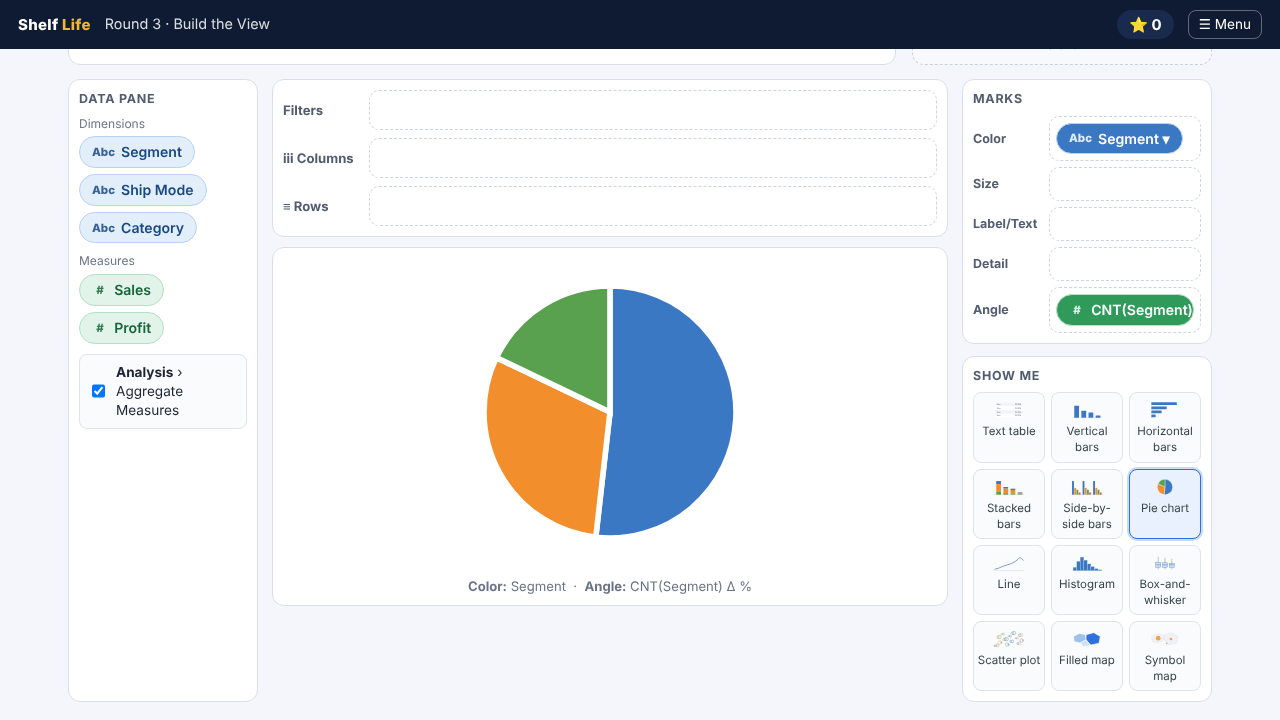 Shelf Life Round 3 · Build the View ⭐ 0 ☰ Menu
DATA PANE
Dimensions
Abc Segment
Abc Ship Mode
Abc Category
Measures
# Sales
# Profit
Analysis ›
Aggregate
Measures
Filters
iii Columns
≡ Rows
Color: Segment · Angle: CNT(Segment) Δ %
MARKS
Color Abc Segment ▾
Size
Label/Text
Detail
Angle # CNT(Segment)
SHOW ME
Text table
Vertical
bars
Horizontal
bars
Stacked
bars
Side-by-
side bars
Pie chart
Line
Histogram
Box-and-
whisker
Scatter plot
Filled map
Symbol
map